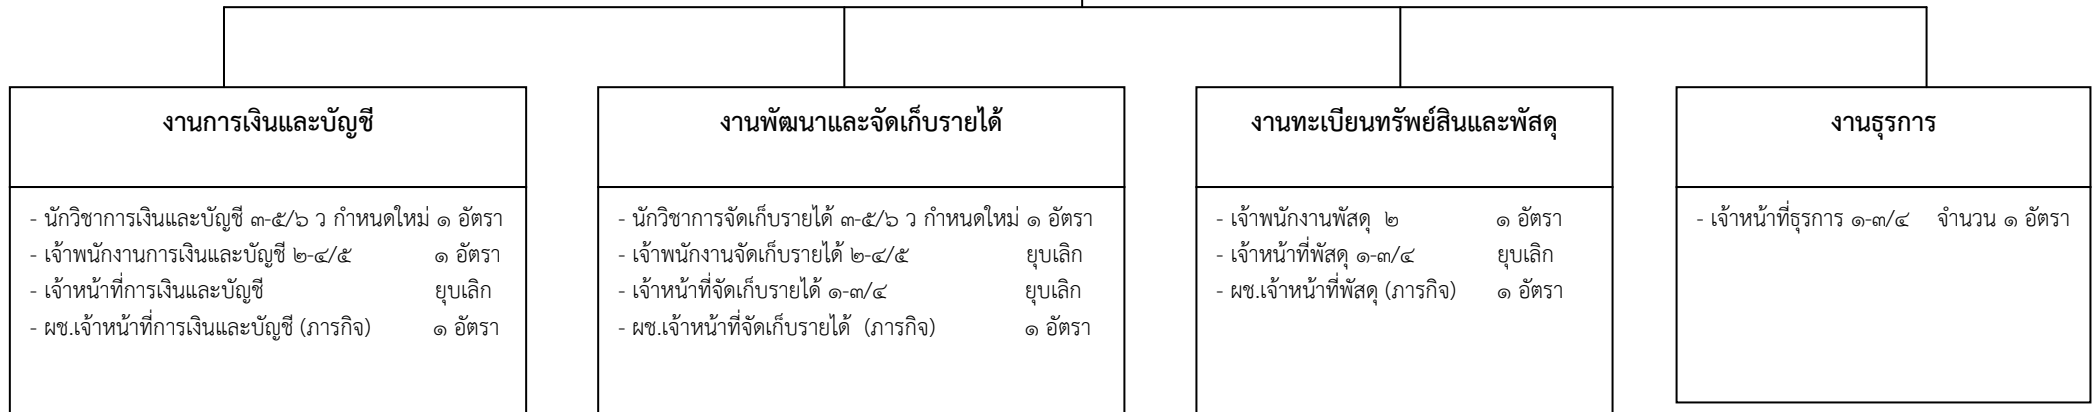 งานการเงินและบัญชี
- นักวิชาการเงินและบัญชี ๓-๕/๖ ว กำหนดใหม่ ๑ อัตรา
- เจ้าพนักงานการเงินและบัญชี ๒-๔/๕ ๑ อัตรา
- เจ้าหน้าที่การเงินและบัญชี ยุบเลิก
- ผช.เจ้าหน้าที่การเงินและบัญชี (ภารกิจ) ๑ อัตรา
งานพัฒนาและจัดเก็บรายได้
- นักวิชาการจัดเก็บรายได้ ๓-๕/๖ ว กำหนดใหม่ ๑ อัตรา
- เจ้าพนักงานจัดเก็บรายได้ ๒-๔/๕ ยุบเลิก
- เจ้าหน้าที่จัดเก็บรายได้ ๑-๓/๔ ยุบเลิก
- ผช.เจ้าหน้าที่จัดเก็บรายได้ (ภารกิจ) ๑ อัตรา
งานทะเบียนทรัพย์สินและพัสดุ
- เจ้าพนักงานพัสดุ ๒ ๑ อัตรา
- เจ้าหน้าที่พัสดุ ๑-๓/๔ ยุบเลิก
- ผช.เจ้าหน้าที่พัสดุ (ภารกิจ) ๑ อัตรา
งานธุรการ
- เจ้าหน้าที่ธุรการ ๑-๓/๔ จำนวน ๑ อัตรา